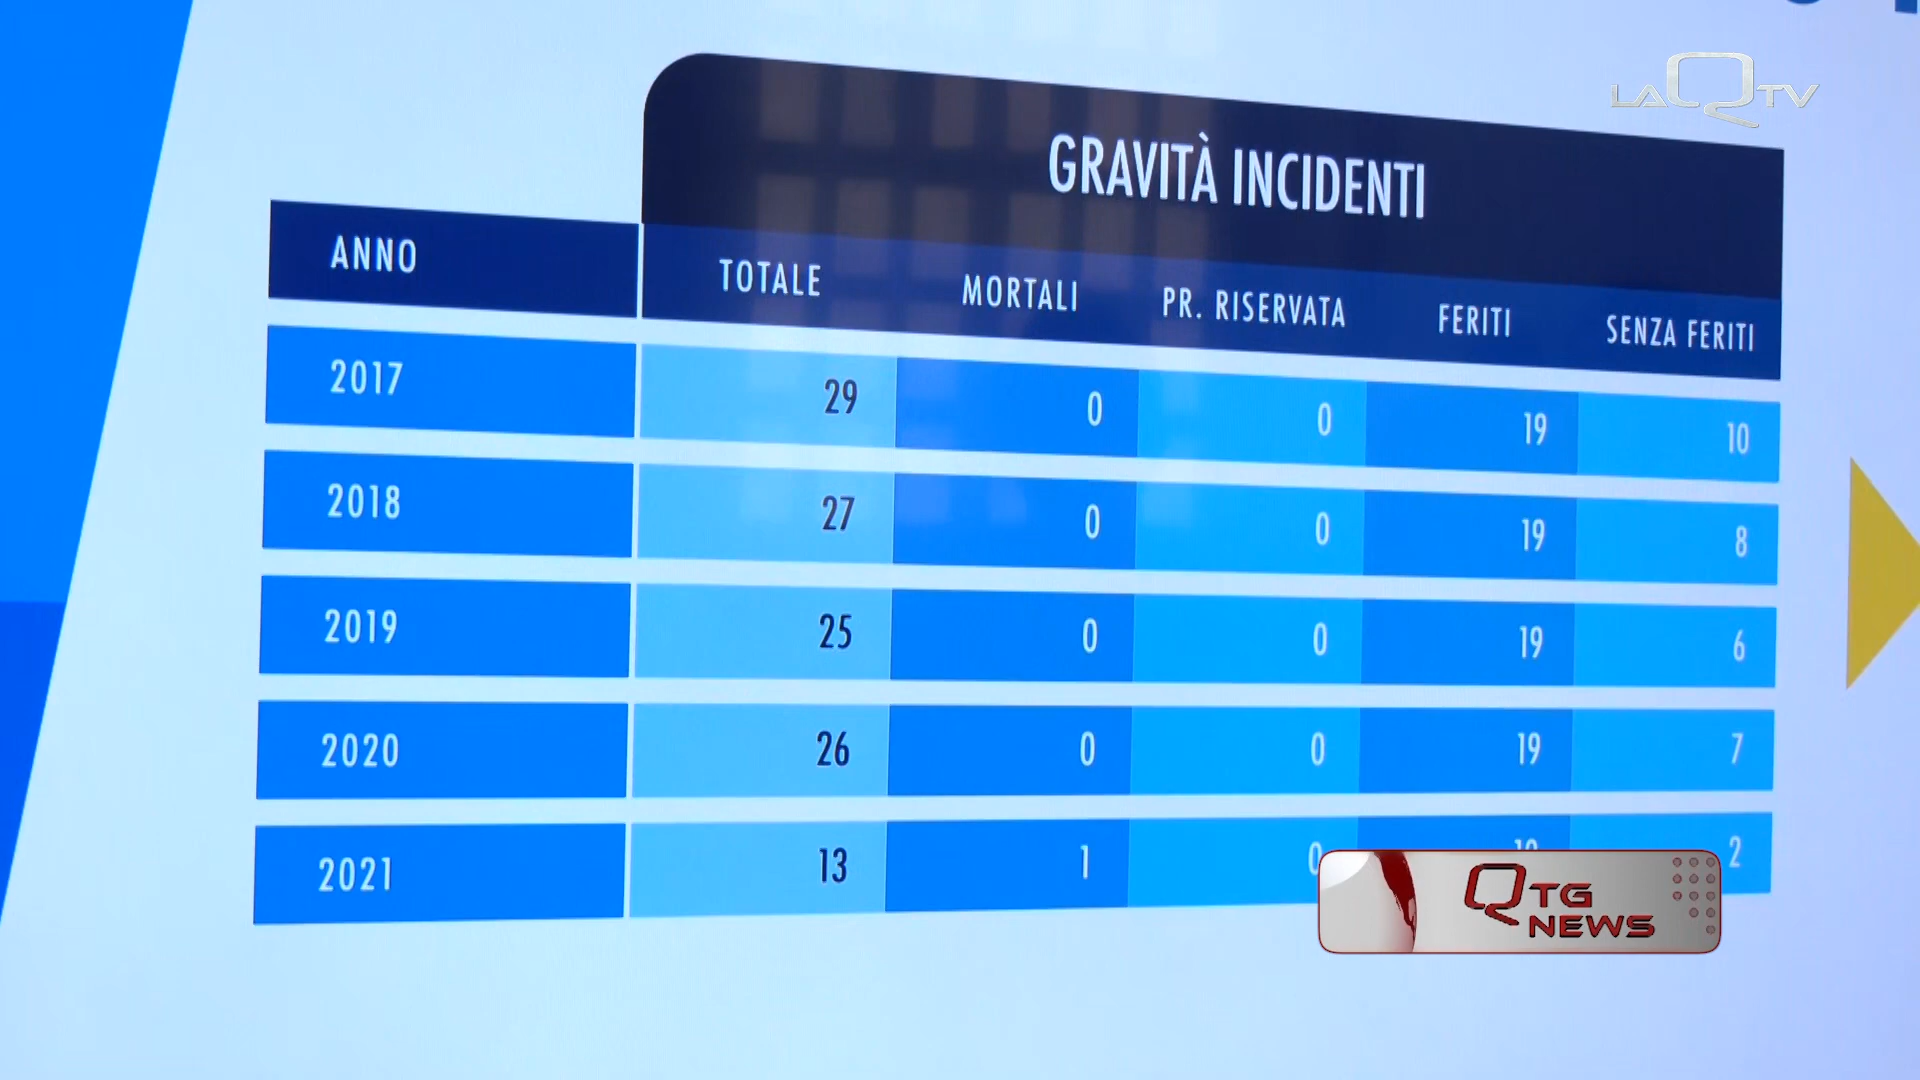 LAQTV
GRAVITÀ INCIDENTI
ANNO TOTALE MORTALI PR. RISERVATA FERITI SENZA FERITI
2017 29 0 0 19 10
2018 27 0 0 19 8
2019 25 0 0 19 6
2020 26 0 0 19 7
2021 13 1 0 2
QTG
NEWS